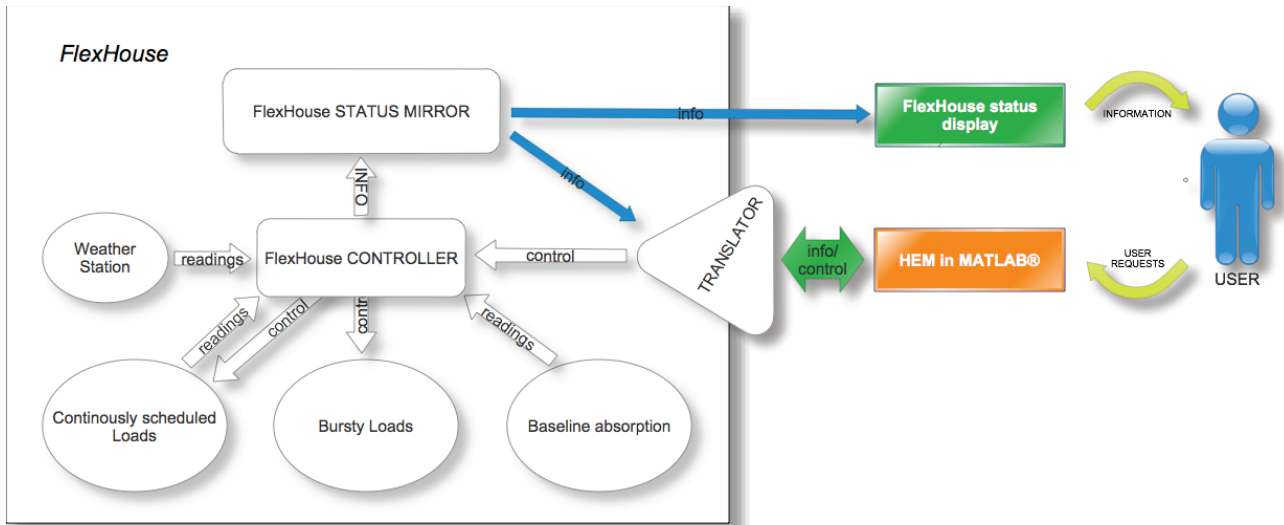 FlexHouse
FlexHouse STATUS MIRROR
info
FlexHouse status
display
INFORMATION
info
INFO
TRANSLATOR
Weather
Station
readings
FlexHouse CONTROLLER
control
info/
control
HEM in MATLAB®
USER
REQUESTS
USER
readings
control
control
readings
Continously scheduled
Loads
Bursty Loads
Baseline absorption